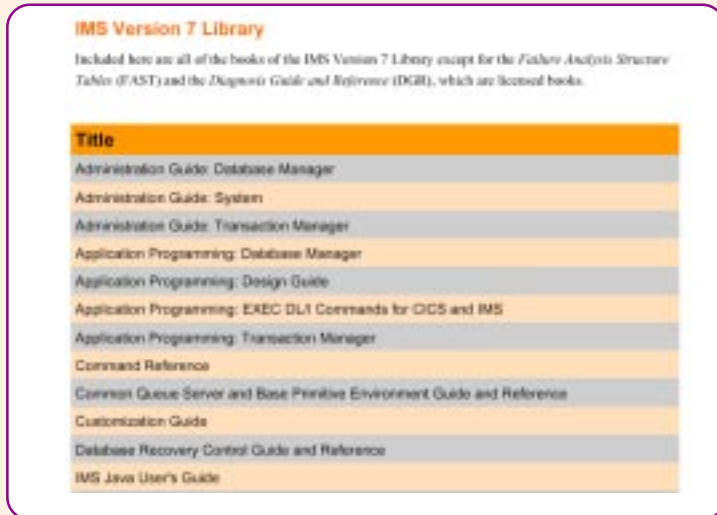 IMS Version 7 Library
Included here are all of the books of the IMS Version 7 Library except for the Failure Analysis Structure
Tables (FAST) and the Diagnosis Guide and Reference (DGR), which are licensed books.
Title
Administration Guide: Database Manager
Administration Guide: System
Administration Guide: Transaction Manager
Application Programming: Database Manager
Application Programming: Design Guide
Application Programming: EXEC DL/I Commands for CICS and IMS
Application Programming: Transaction Manager
Command Reference
Common Queue Server and Base Primitive Environment Guide and Reference
Customization Guide
Database Recovery Control Guide and Reference
IMS Java User's Guide